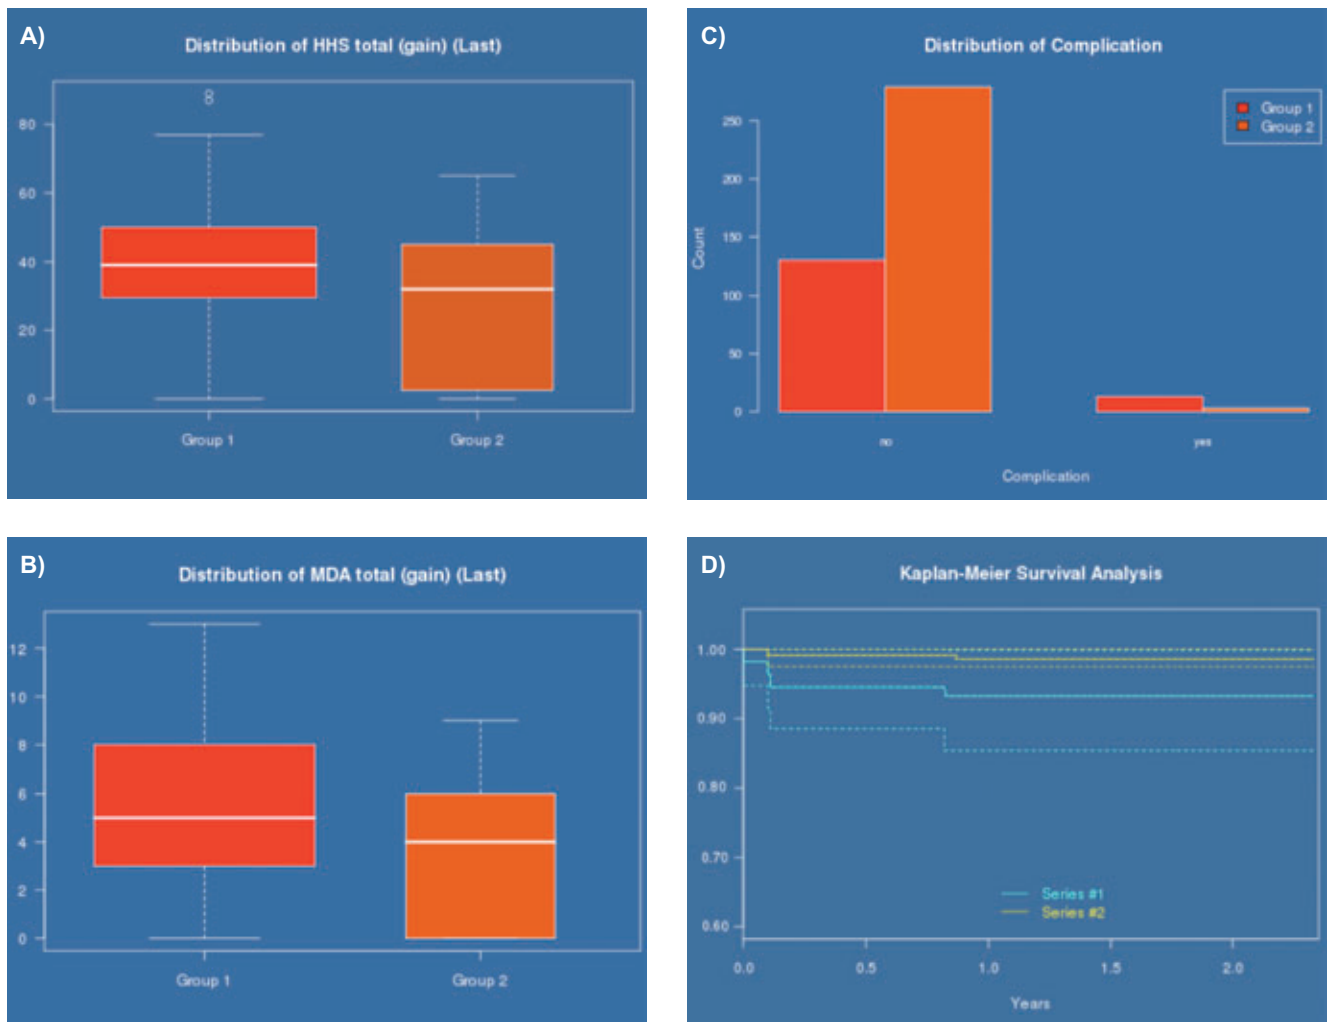 A)
Distribution of HHS total (gain) (Last)
80
60
40
20
0
Group 1
Group 2
C)
Distribution of Complication
Group 1
Group 2
250
200
150
100
50
0
Count
no
yes
Complication
B)
Distribution of MDA total (gain) (Last)
12
10
8
6
4
2
0
Group 1
Group 2
D)
Kaplan-Meier Survival Analysis
1.00
0.90
0.80
0.70
0.60
Series #1
Series #2
0.0
0.5
1.0
1.5
2.0
Years